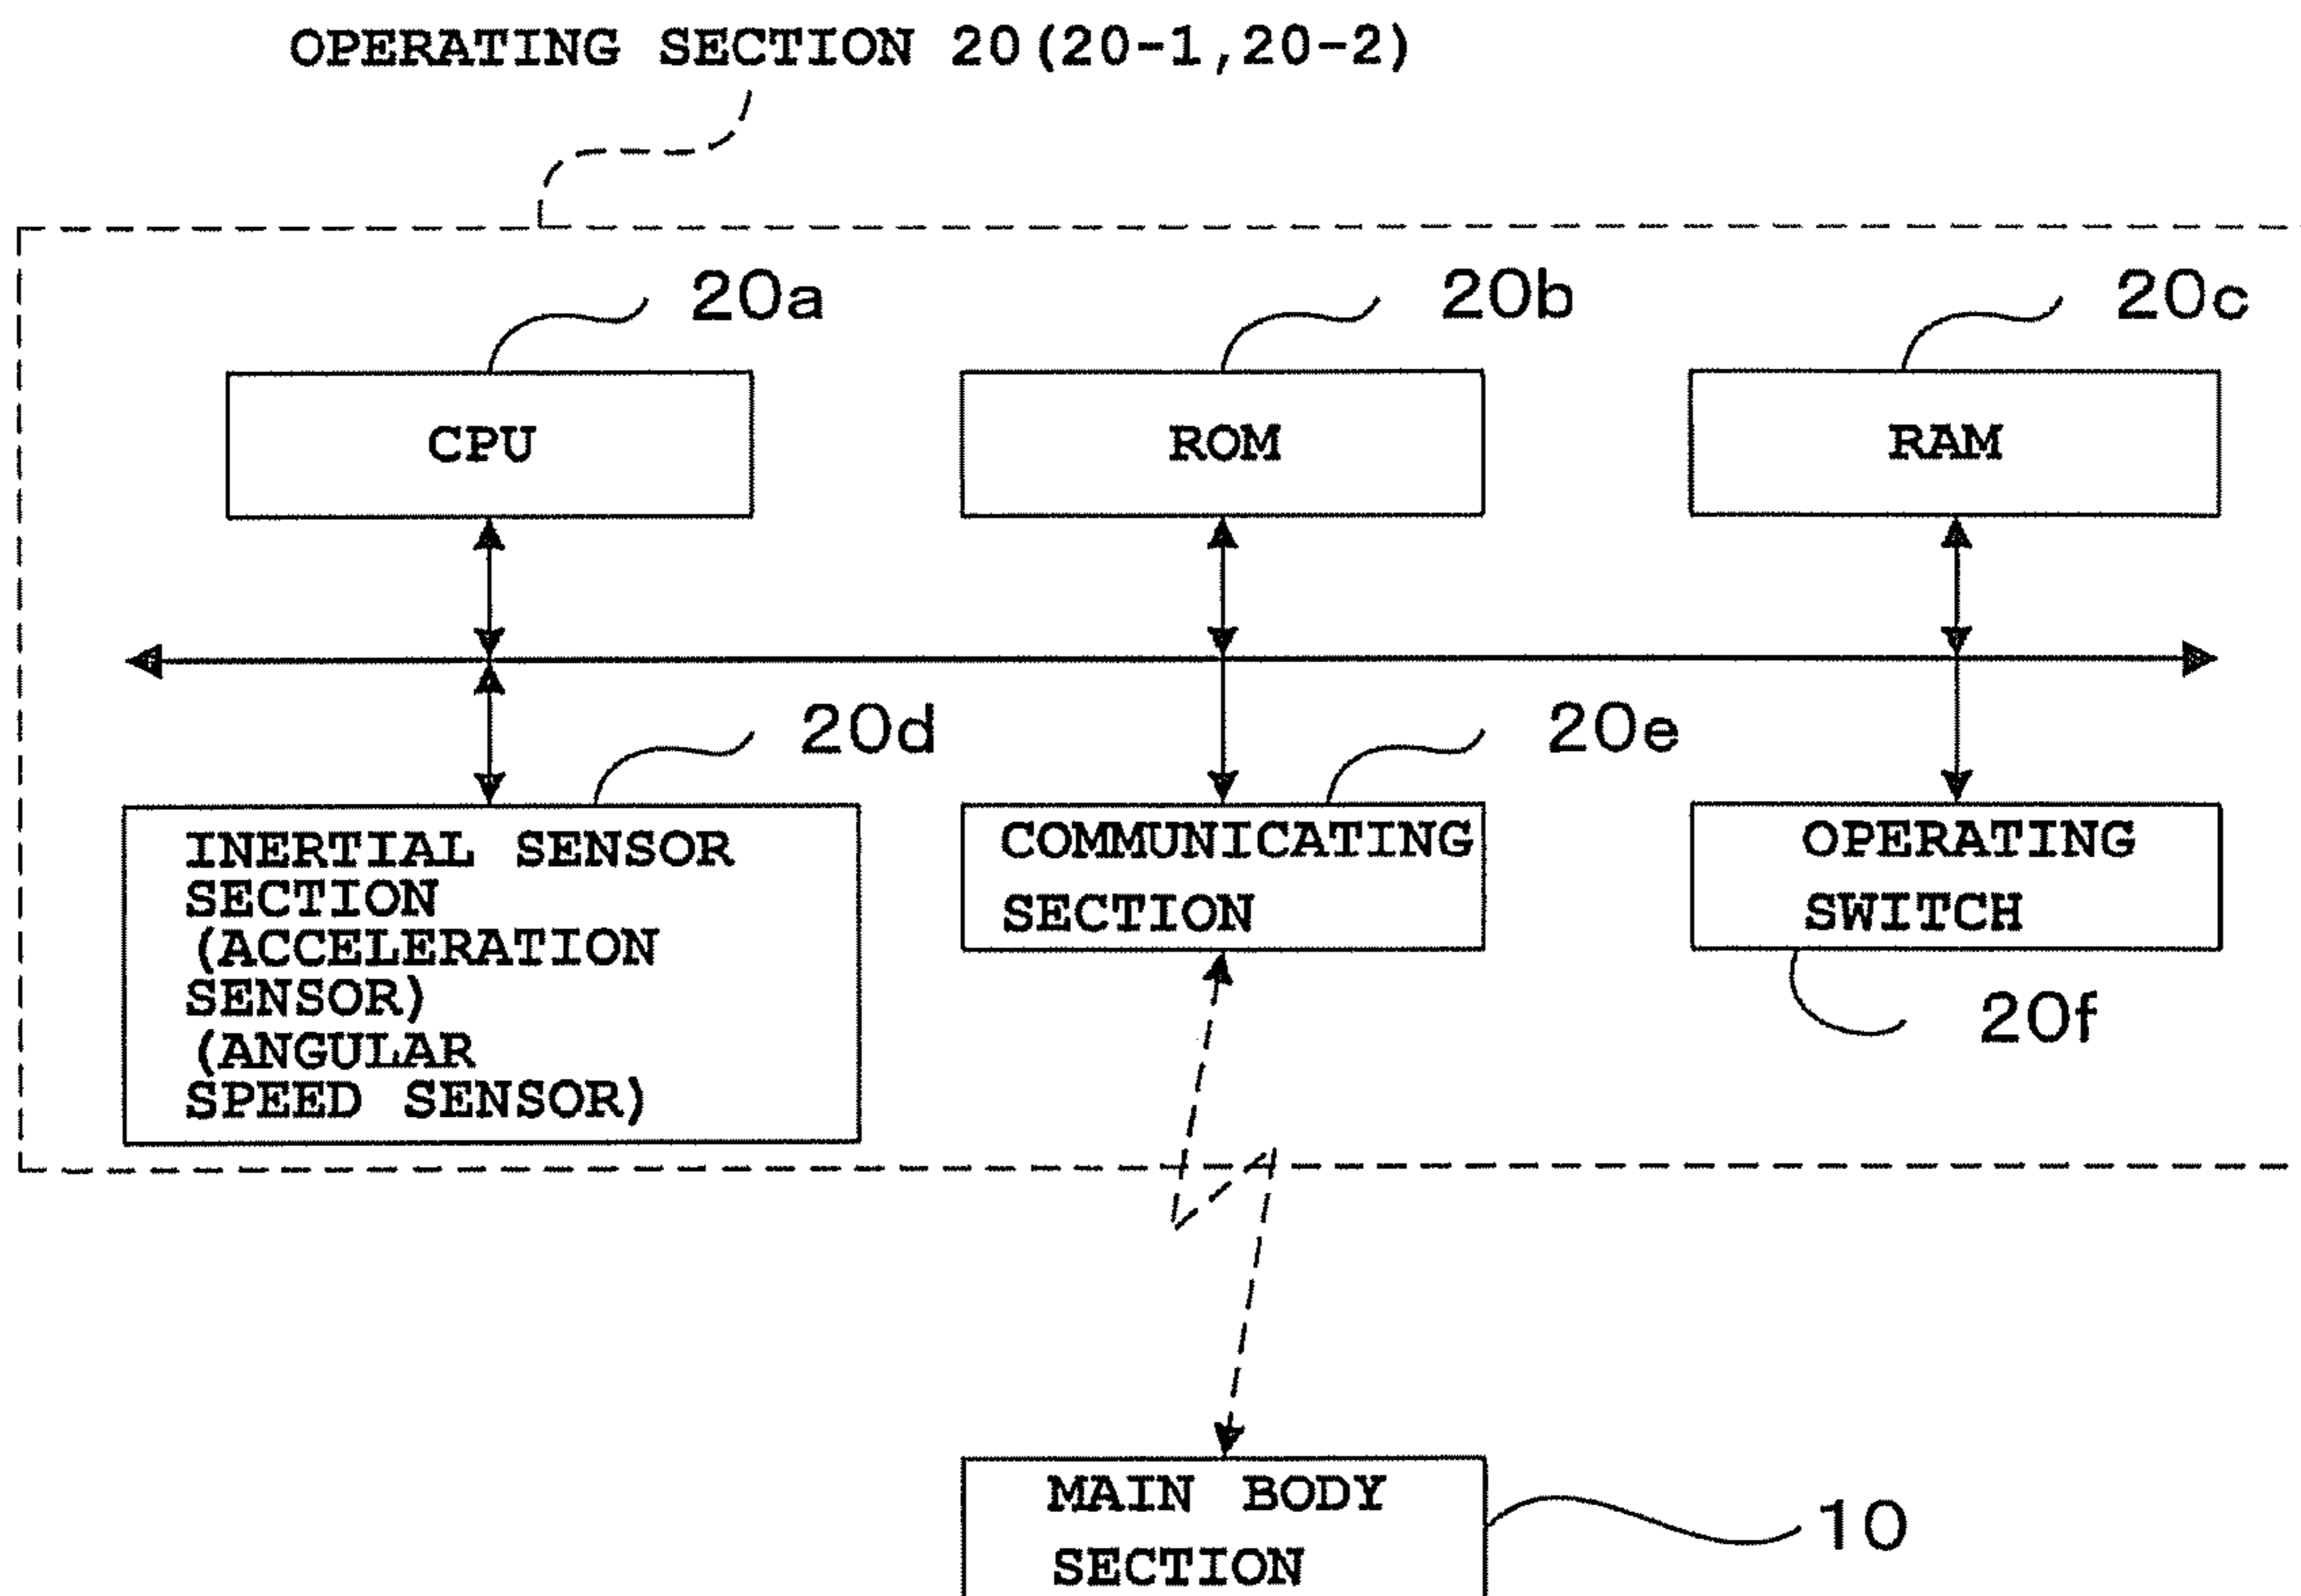 OPERATING SECTION 20(20-1,20-2)
20a
20b
20c
CPU
ROM
RAM
20d
20e
INERTIAL SENSOR
SECTION
(ACCELERATION
SENSOR)
(ANGULAR
SPEED SENSOR)
COMMUNICATING
SECTION
OPERATING
SWITCH
20f
MAIN BODY
SECTION
10